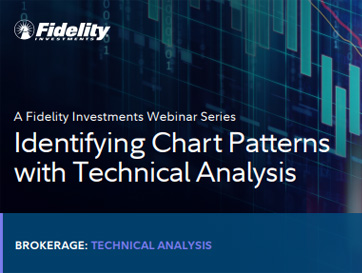 Fidelity
INVESTMENTS
A Fidelity Investments Webinar Series
Identifying Chart Patterns
with Technical Analysis
BROKERAGE: TECHNICAL ANALYSIS